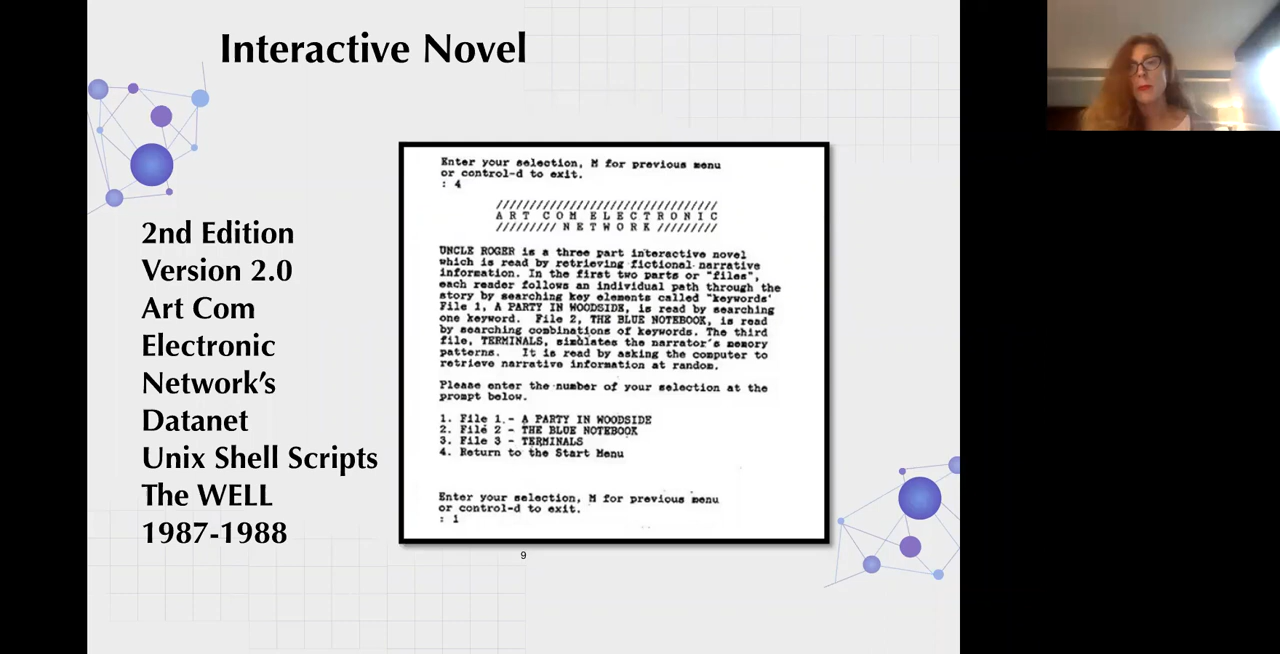 Interactive Novel
2nd Edition
Version 2.0
Art Com
Electronic
Network's
Datanet
Unix Shell Scripts
The WELL
1987-1988
Enter your selection, M for previous menu
or control-d to exit.
: 4
/////////////////////////////////
A R T  C O M  E L E C T R O N I C
///////// N E T W O R K /////////
UNCLE ROGER is a three part interactive novel
which is read by retrieving fictional narrative
information. In the first two parts or "files",
each reader follows an individual path through the
story by searching key elements called "keywords'
File 1, A PARTY IN WOODSIDE, is read by searching
one keyword. File 2, THE BLUE NOTEBOOK, is read
by searching combinations of keywords. The third
file, TERMINALS, simulates the narrator's memory
patterns. It is read by asking the computer to
retrieve narrative information at random.
Please enter the number of your selection at the
prompt below.
1. File 1 - A PARTY IN WOODSIDE
2. File 2 - THE BLUE NOTEBOOK
3. File 3 - TERMINALS
4. Return to the Start Menu
Enter your selection, M for previous menu
or control-d to exit.
: 1
9